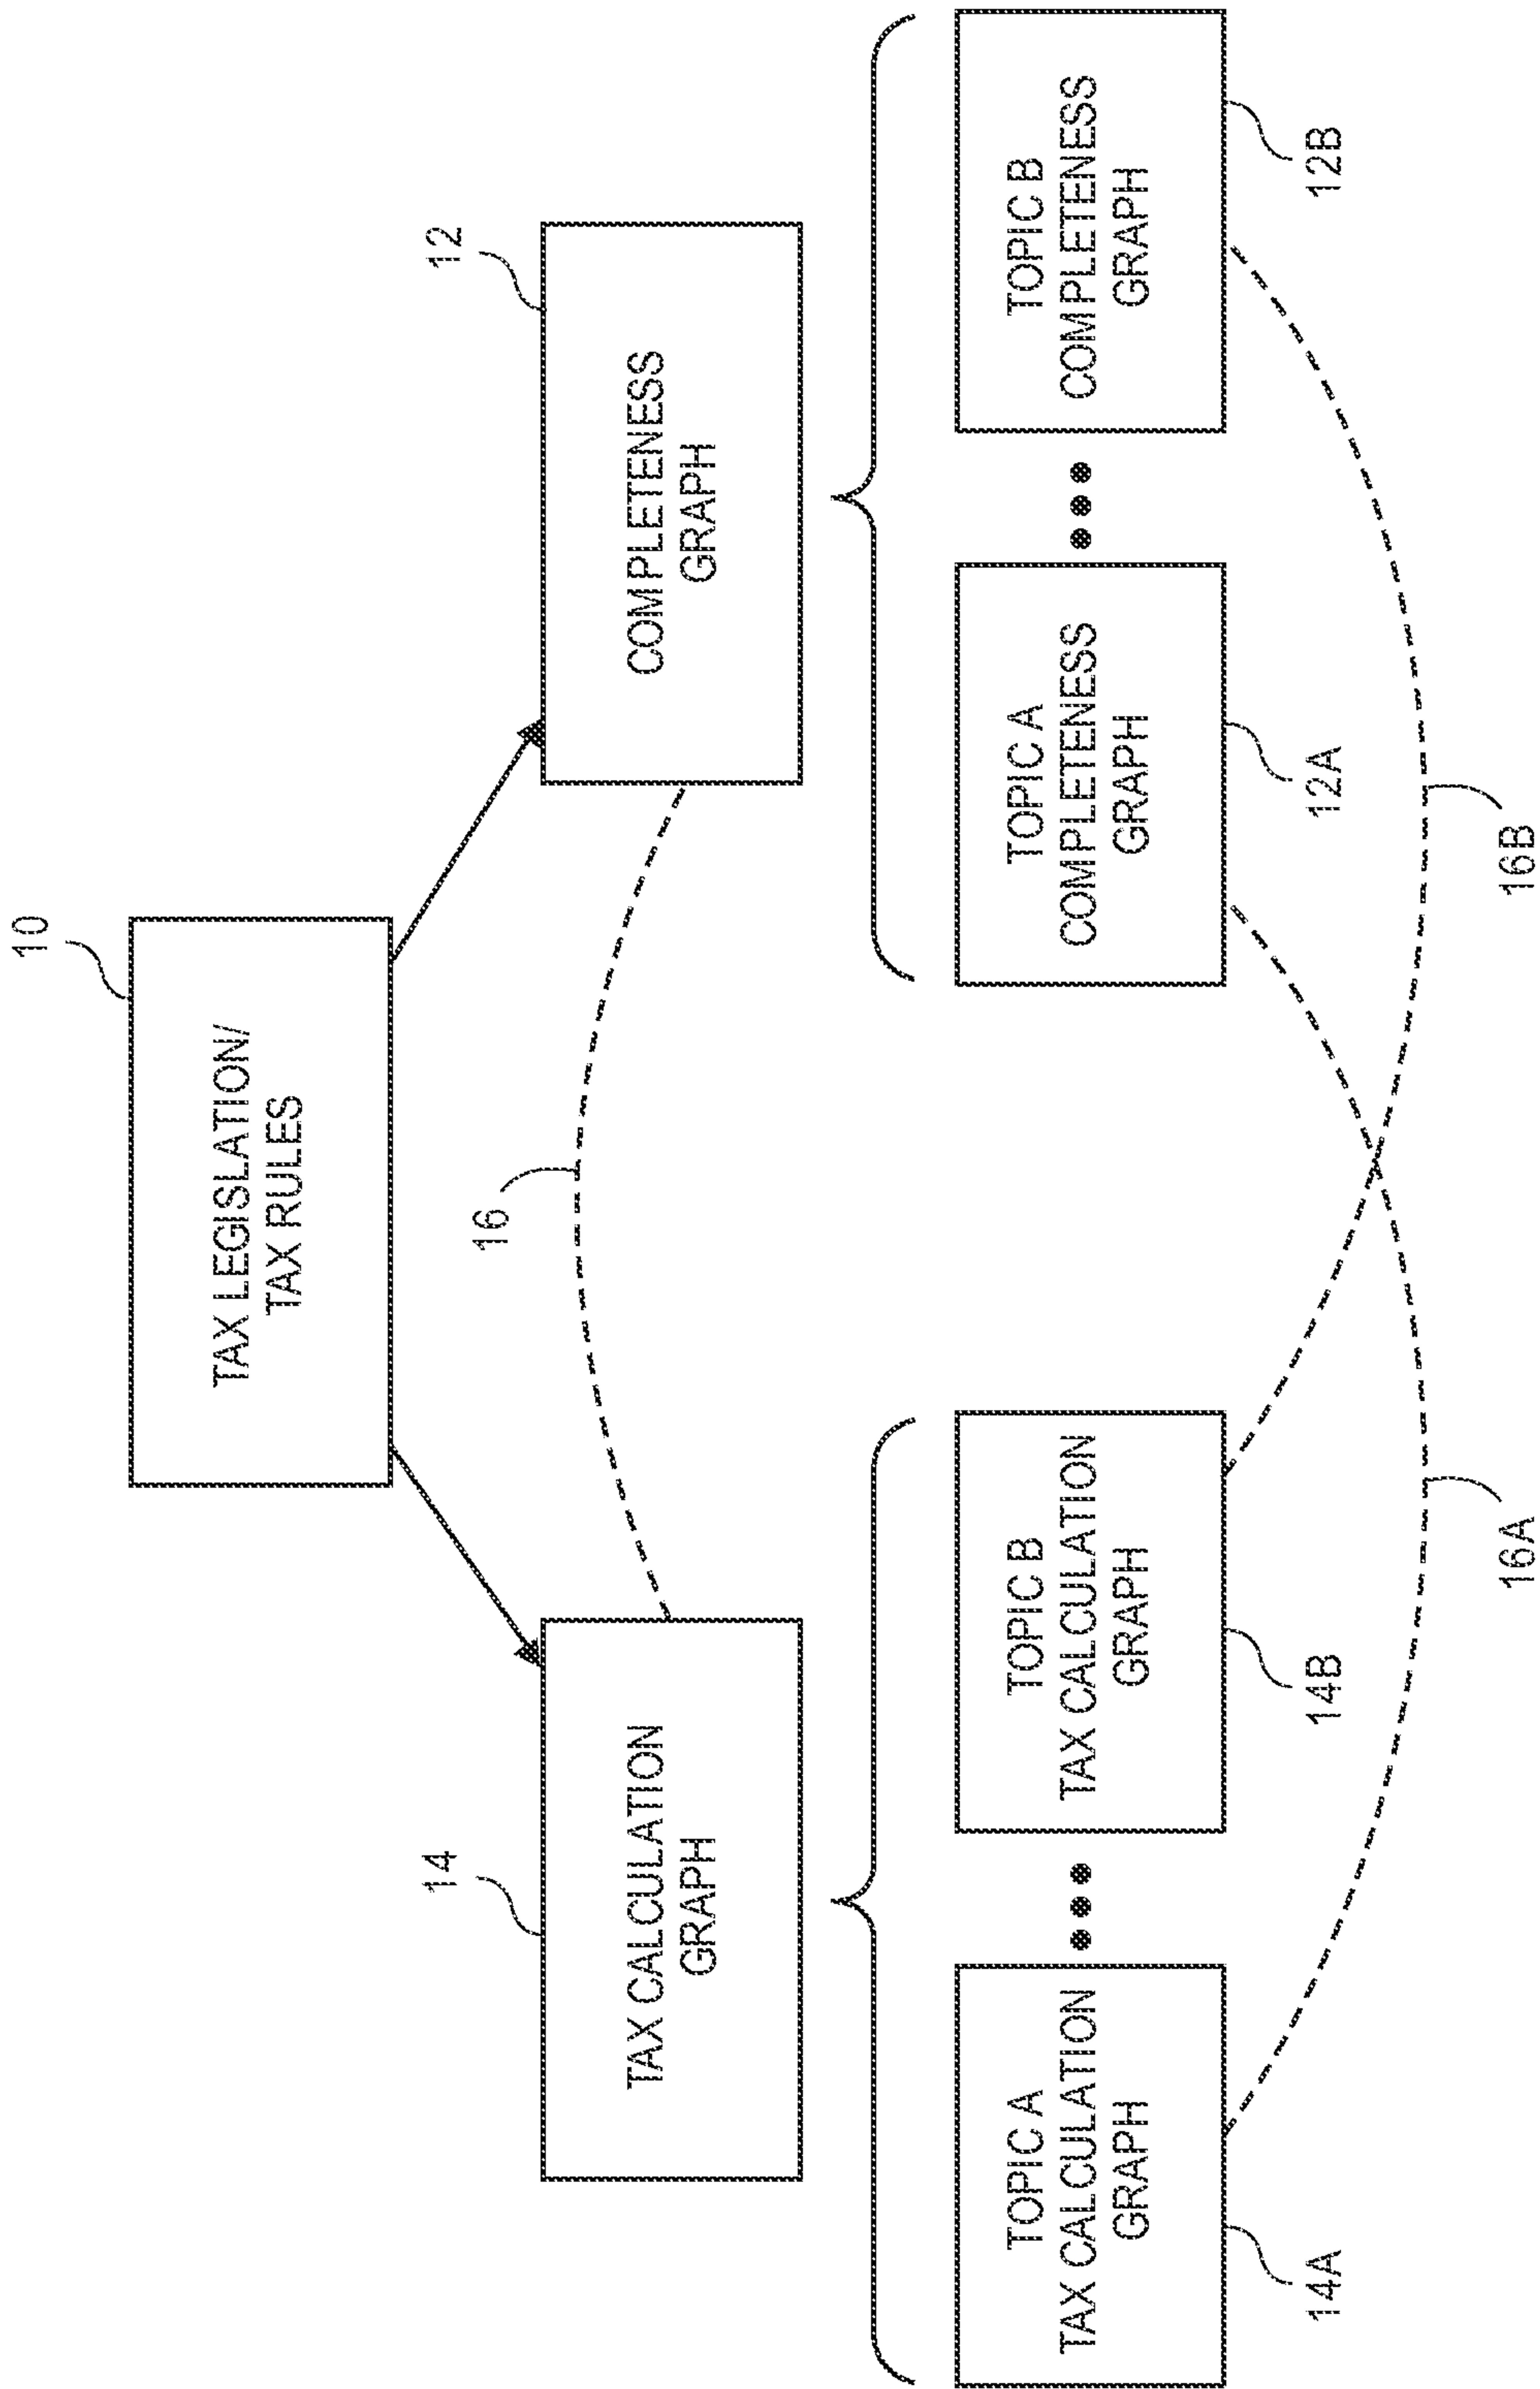 10
TAX LEGISLATION/
TAX RULES
14
TAX CALCULATION
GRAPH
16
12
COMPLETENESS
GRAPH
TOPIC A
TAX CALCULATION
GRAPH
14A
TOPIC B
TAX CALCULATION
GRAPH
14B
TOPIC A
COMPLETENESS
GRAPH
12A
TOPIC B
COMPLETENESS
GRAPH
12B
16A
16B